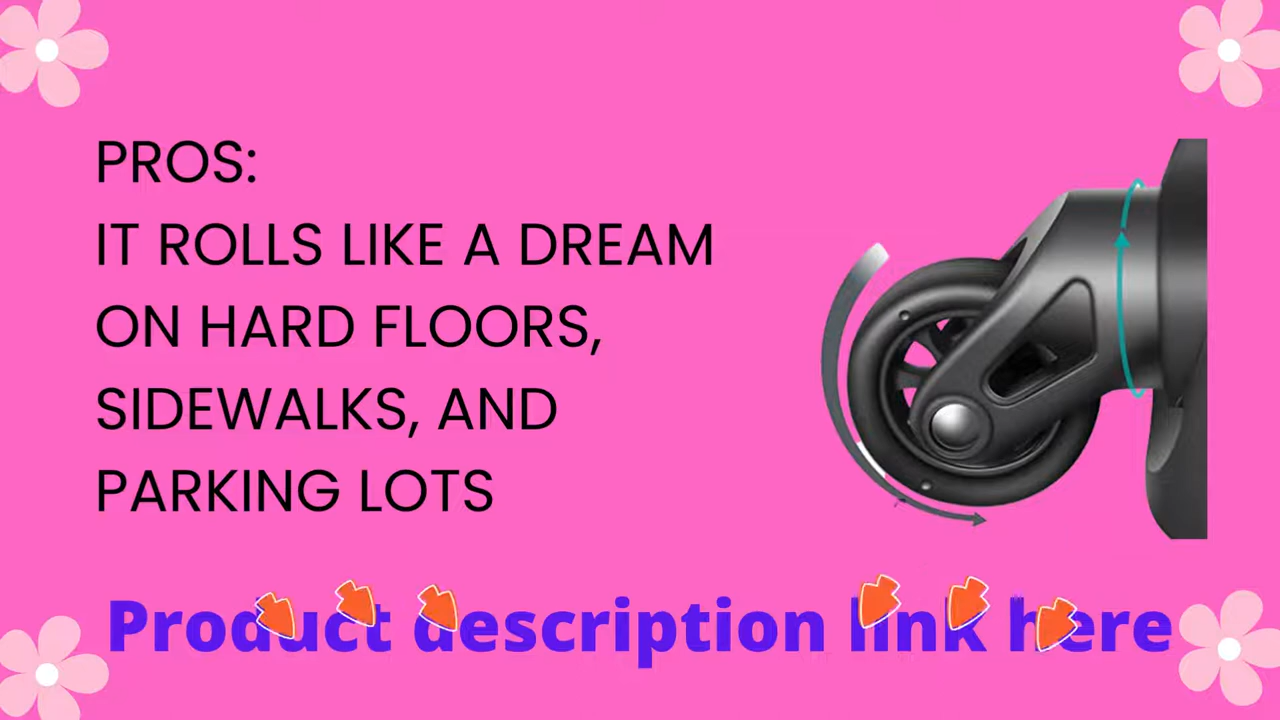 PROS:
IT ROLLS LIKE A DREAM
ON HARD FLOORS,
SIDEWALKS, AND
PARKING LOTS
Product description link here